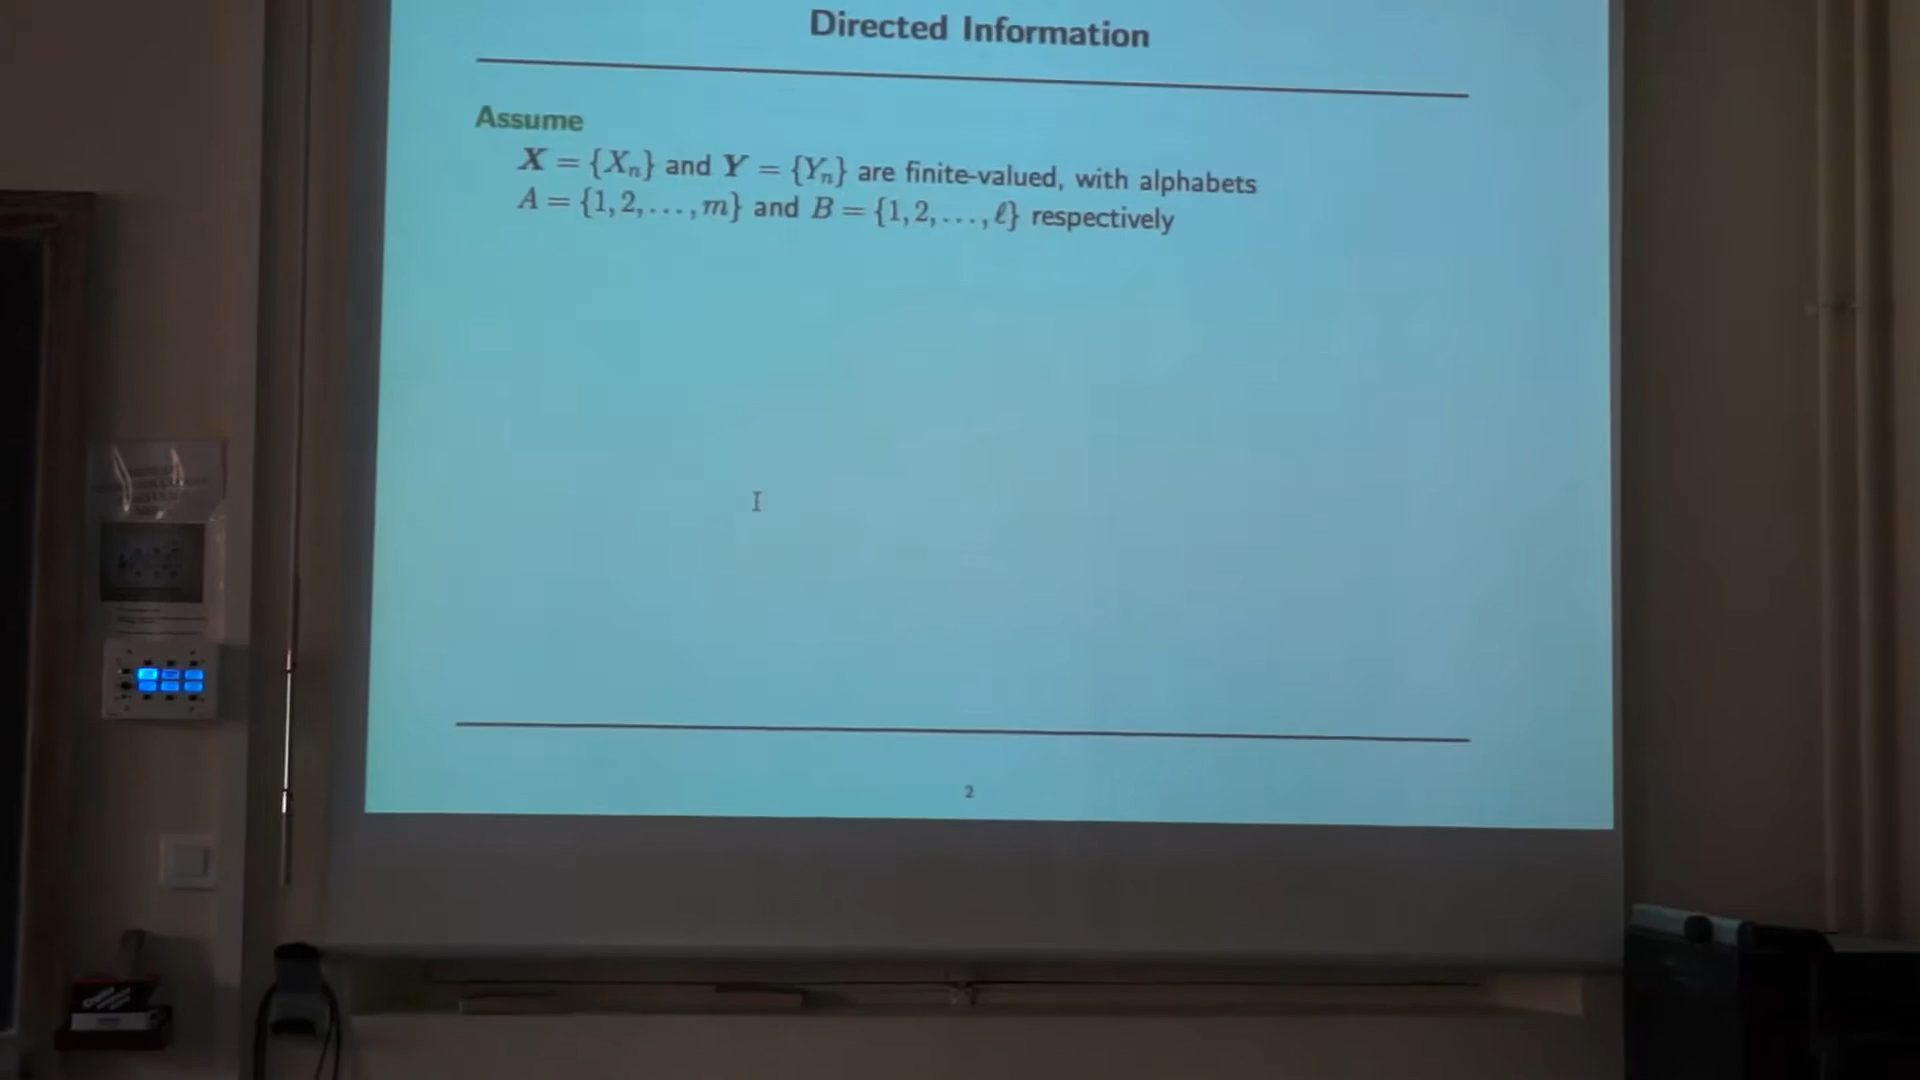 Directed Information
Assume
X = {Xₙ} and Y = {Yₙ} are finite-valued, with alphabets
A = {1, 2, . . . , m} and B = {1, 2, . . . , ℓ} respectively
2